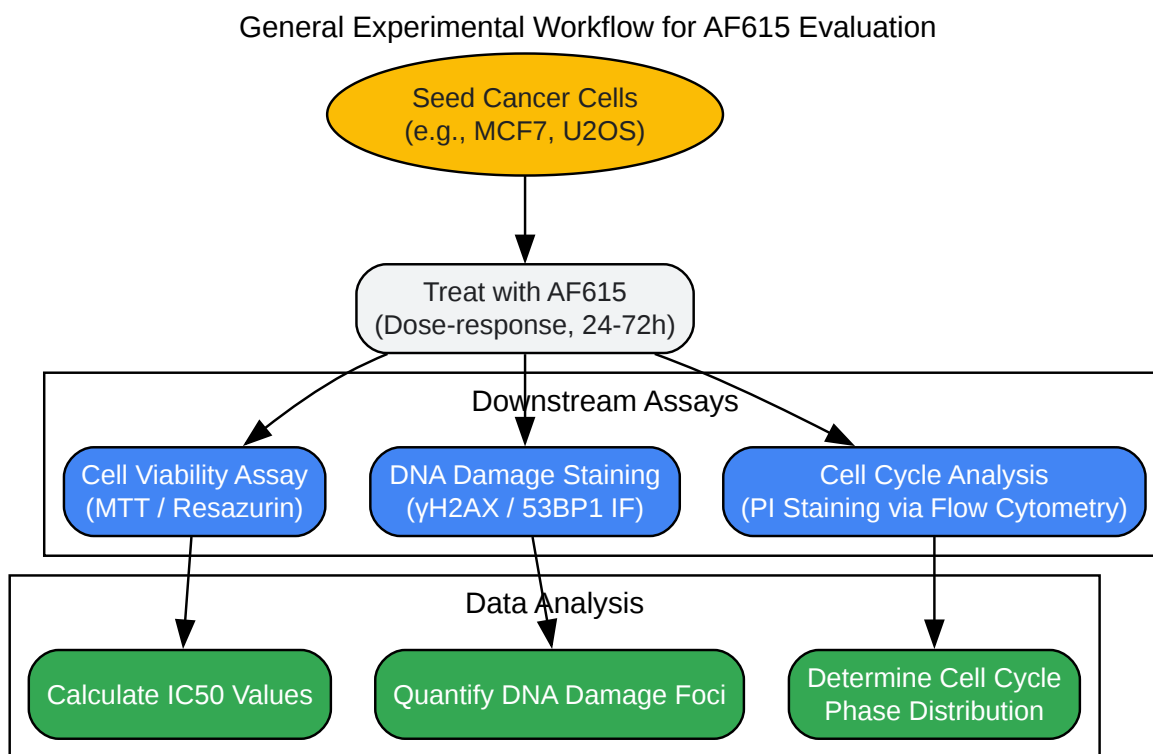 General Experimental Workflow for AF615 Evaluation
Seed Cancer Cells
(e.g., MCF7, U2OS)
Treat with AF615
(Dose-response, 24-72h)
Downstream Assays
Cell Viability Assay
(MTT / Resazurin)
DNA Damage Staining
(γH2AX / 53BP1 IF)
Cell Cycle Analysis
(PI Staining via Flow Cytometry)
Data Analysis
Calculate IC50 Values
Quantify DNA Damage Foci
Determine Cell Cycle
Phase Distribution